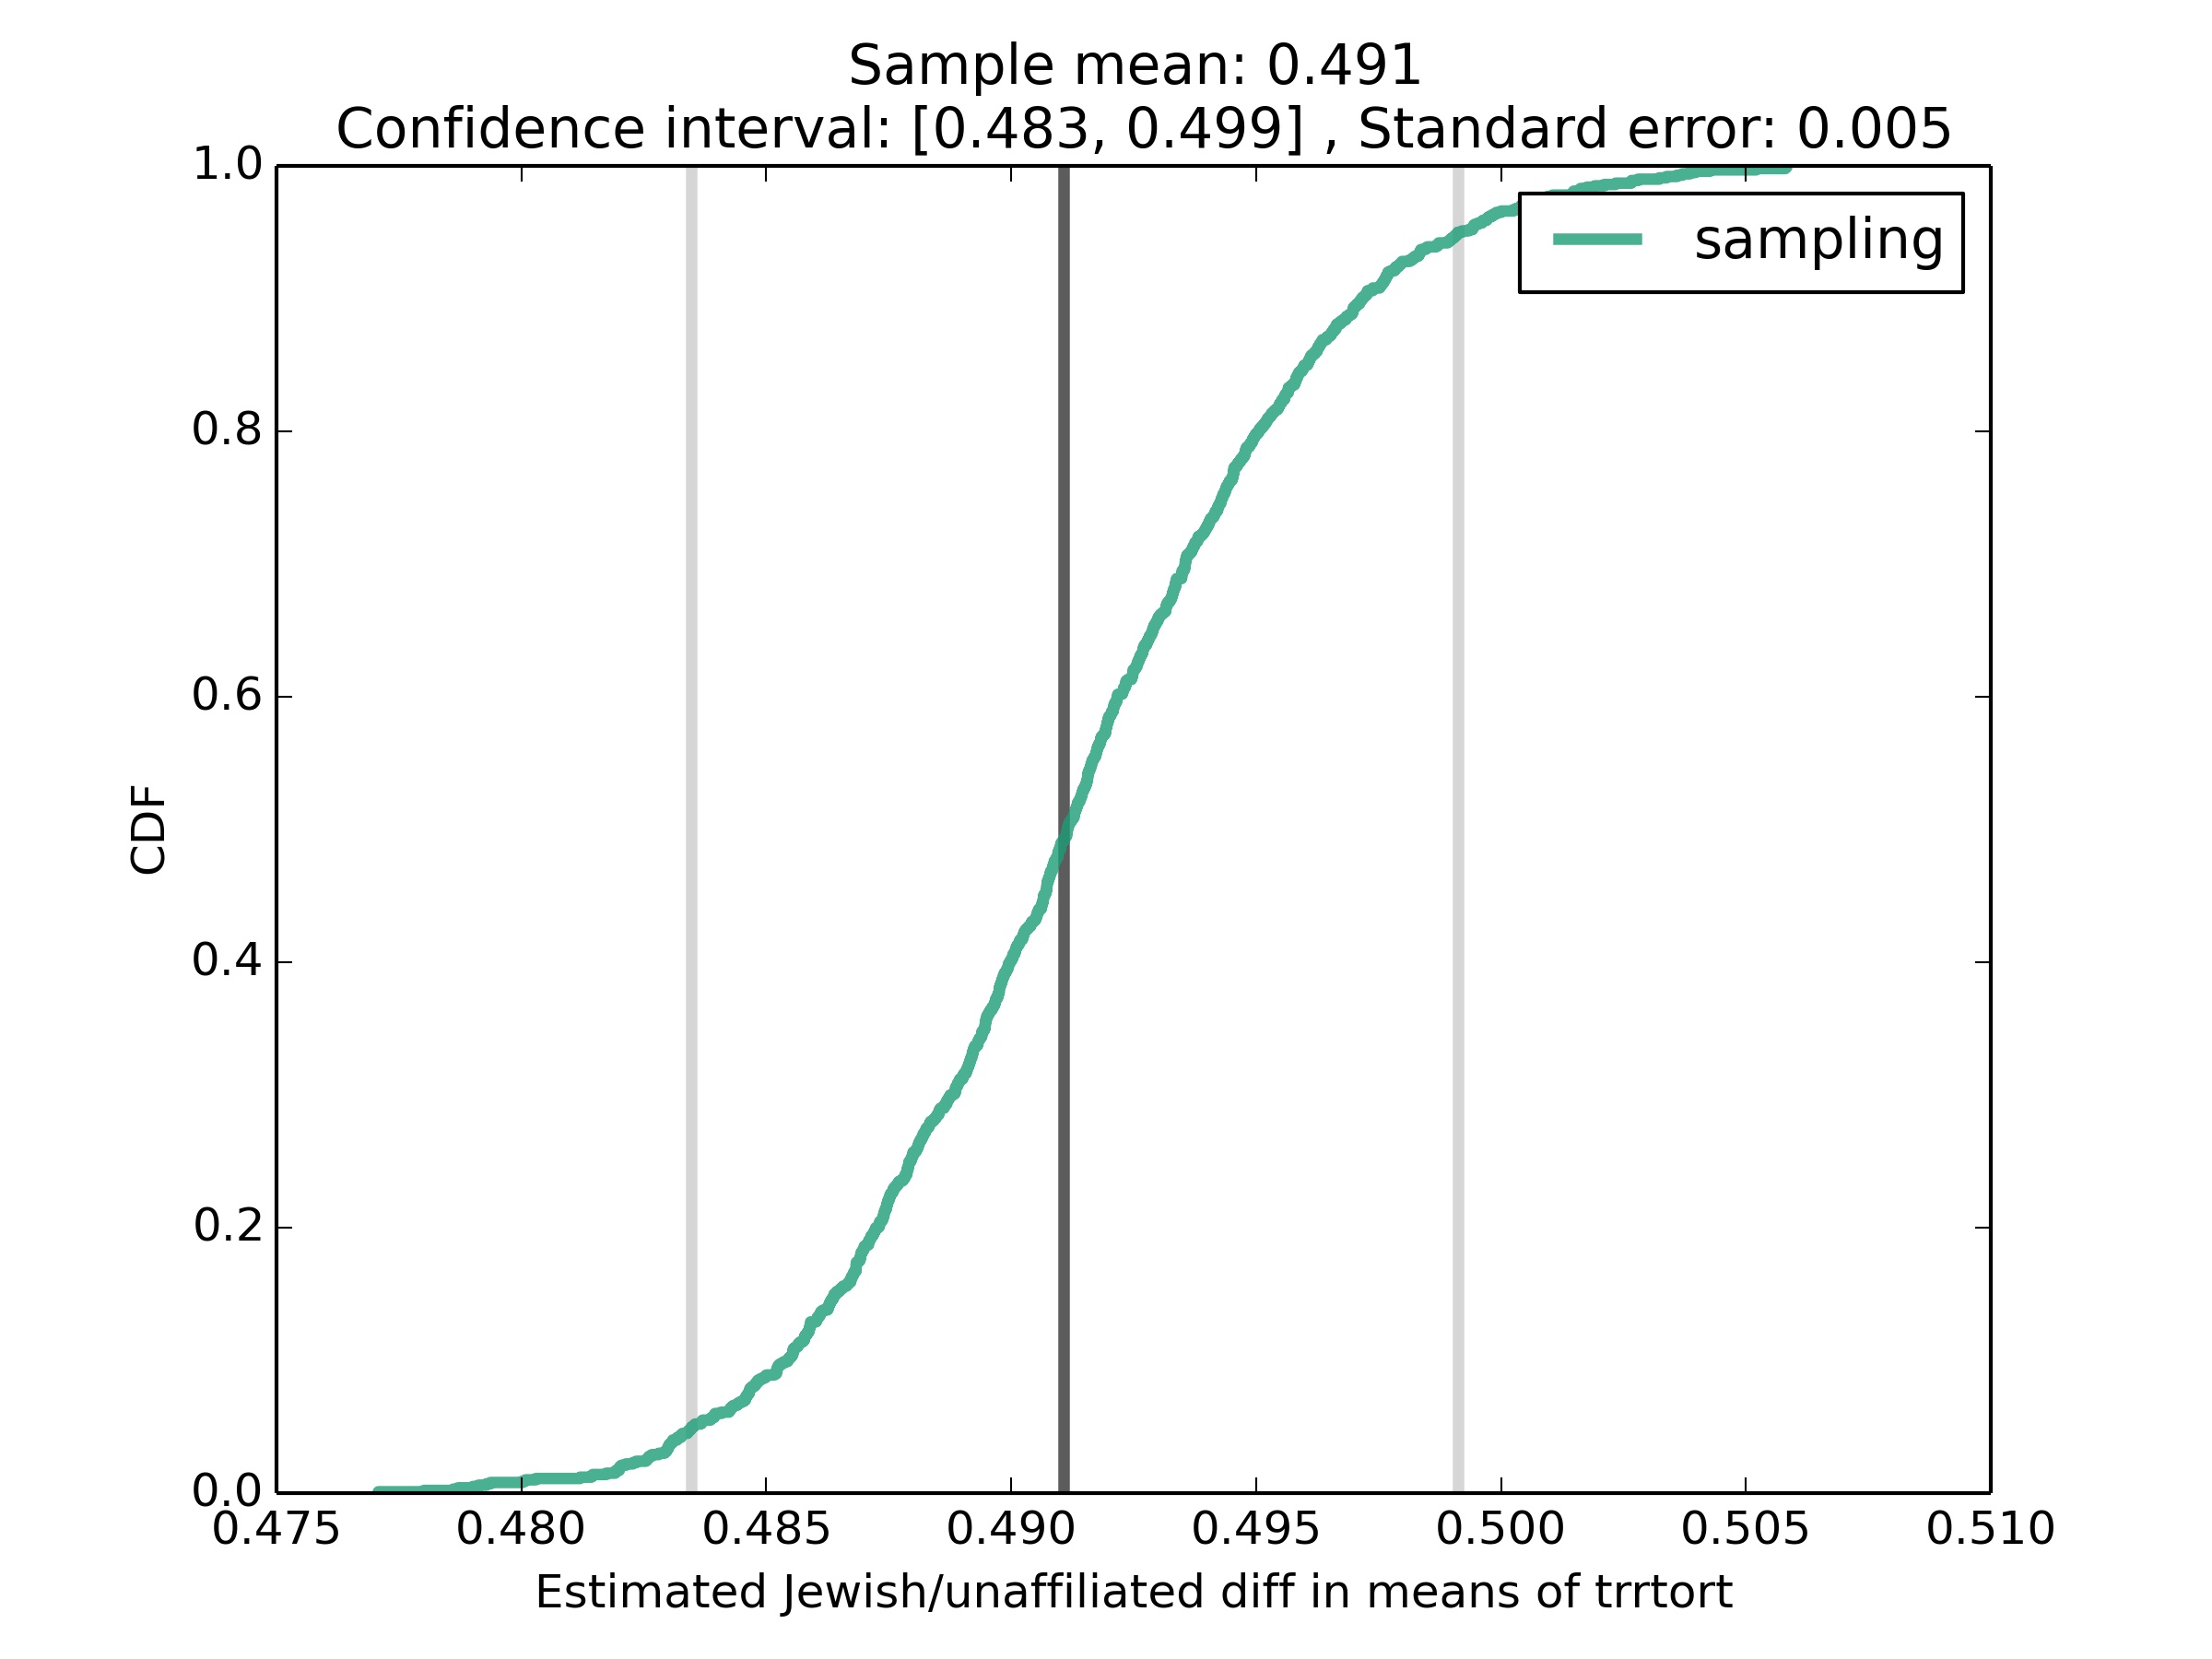 Sample mean: 0.491
Confidence interval: [0.483, 0.499] , Standard error: 0.005
1.0
0.8
0.6
0.4
0.2
0.0
CDF
sampling
0.475 0.480 0.485 0.490 0.495 0.500 0.505 0.510
Estimated Jewish/unaffiliated diff in means of trrtort